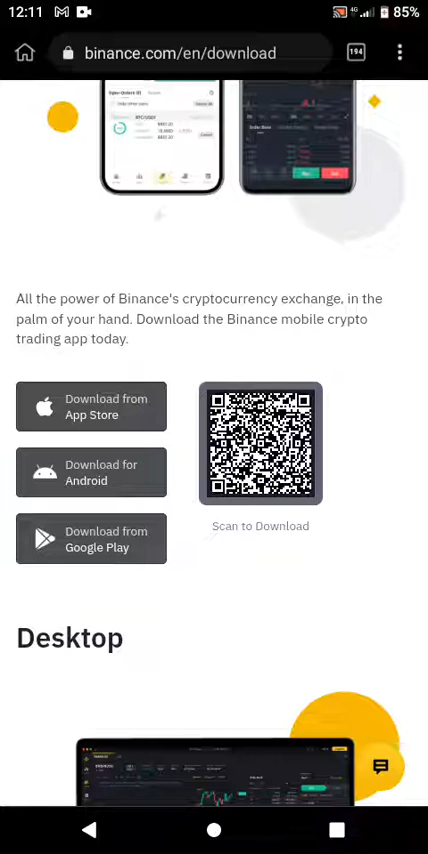 12:11
4G
85%
binance.com/en/download
194
All the power of Binance's cryptocurrency exchange, in the
palm of your hand. Download the Binance mobile crypto
trading app today.
Download from
App Store
Download for
Android
Download from
Google Play
Scan to Download
Desktop